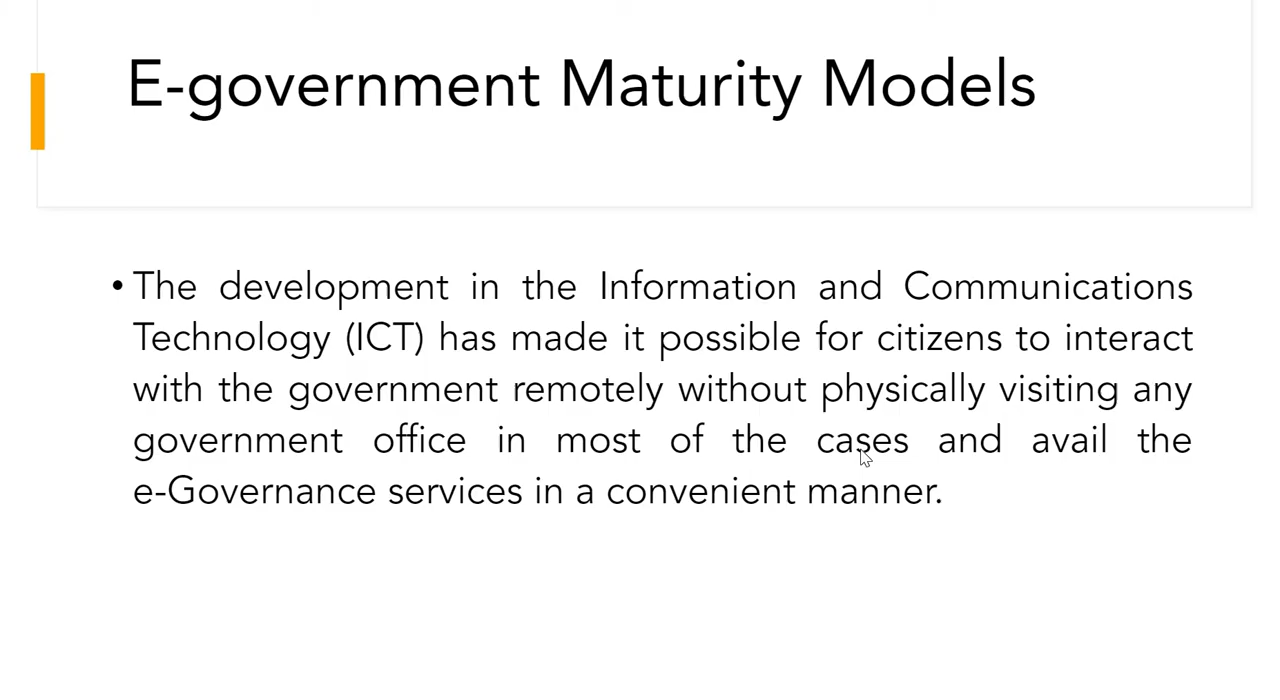 E-government Maturity Models
• The development in the Information and Communications
Technology (ICT) has made it possible for citizens to interact
with the government remotely without physically visiting any
government office in most of the cases and avail the
e-Governance services in a convenient manner.